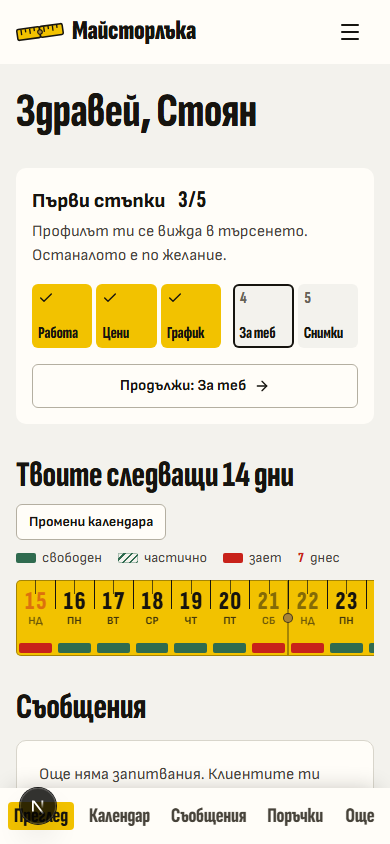 Майсторлъка
Здравей, Стоян
Първи стъпки 3/5
Профилът ти се вижда в търсенето.
Останалото е по желание.
4 5
Работа Цени График За теб Снимки
Продължи: За теб
Твоите следващи 14 дни
Промени календара
свободен частично зает 7 днес
15 16 17 18 19 20 21 22 23
НД ПН ВТ СР ЧТ ПТ СБ НД ПН
Съобщения
Още няма запитвания. Клиентите ти
N
Календар Съобщения Поръчки Още